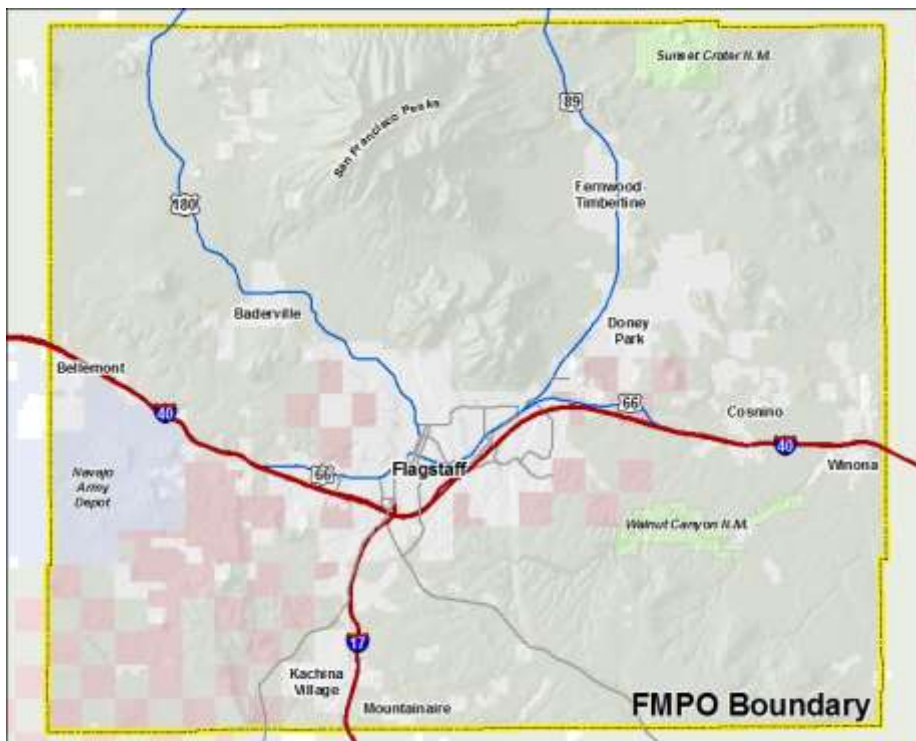 Sunset Crater N.M.
89
San Francisco Peaks
Fernwood
Timberline
180
Baderville
Doney
Park
Bellemont
66
Cosnino
40
40
Flagstaff
66
Winona
Navajo
Army
Depot
Walnut Canyon N.M.
17
Kachina
Village
Mountainaire
FMPO Boundary